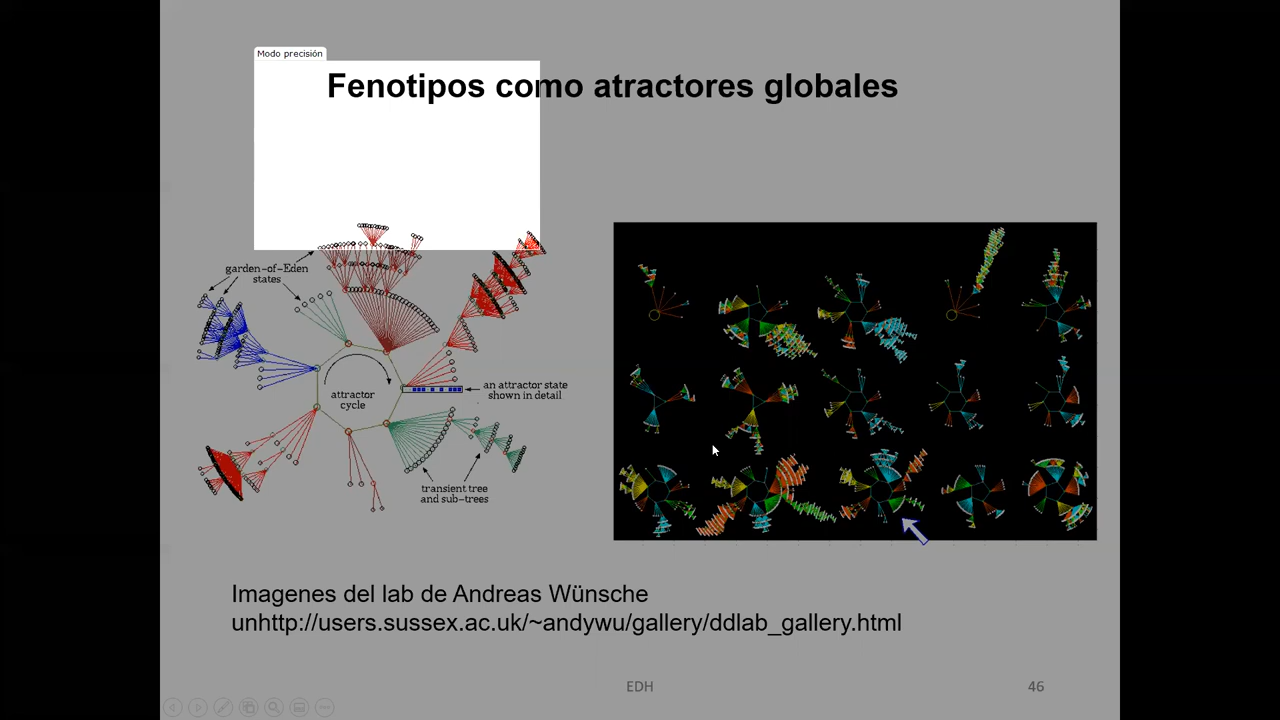 Modo precisión
Fenotipos como atractores globales
garden-of-Eden
states
attractor
cycle
an attractor state
shown in detail
transient tree
and sub-trees
Imagenes del lab de Andreas Wünsche
unhttp://users.sussex.ac.uk/~andywu/gallery/ddlab_gallery.html
EDH
46